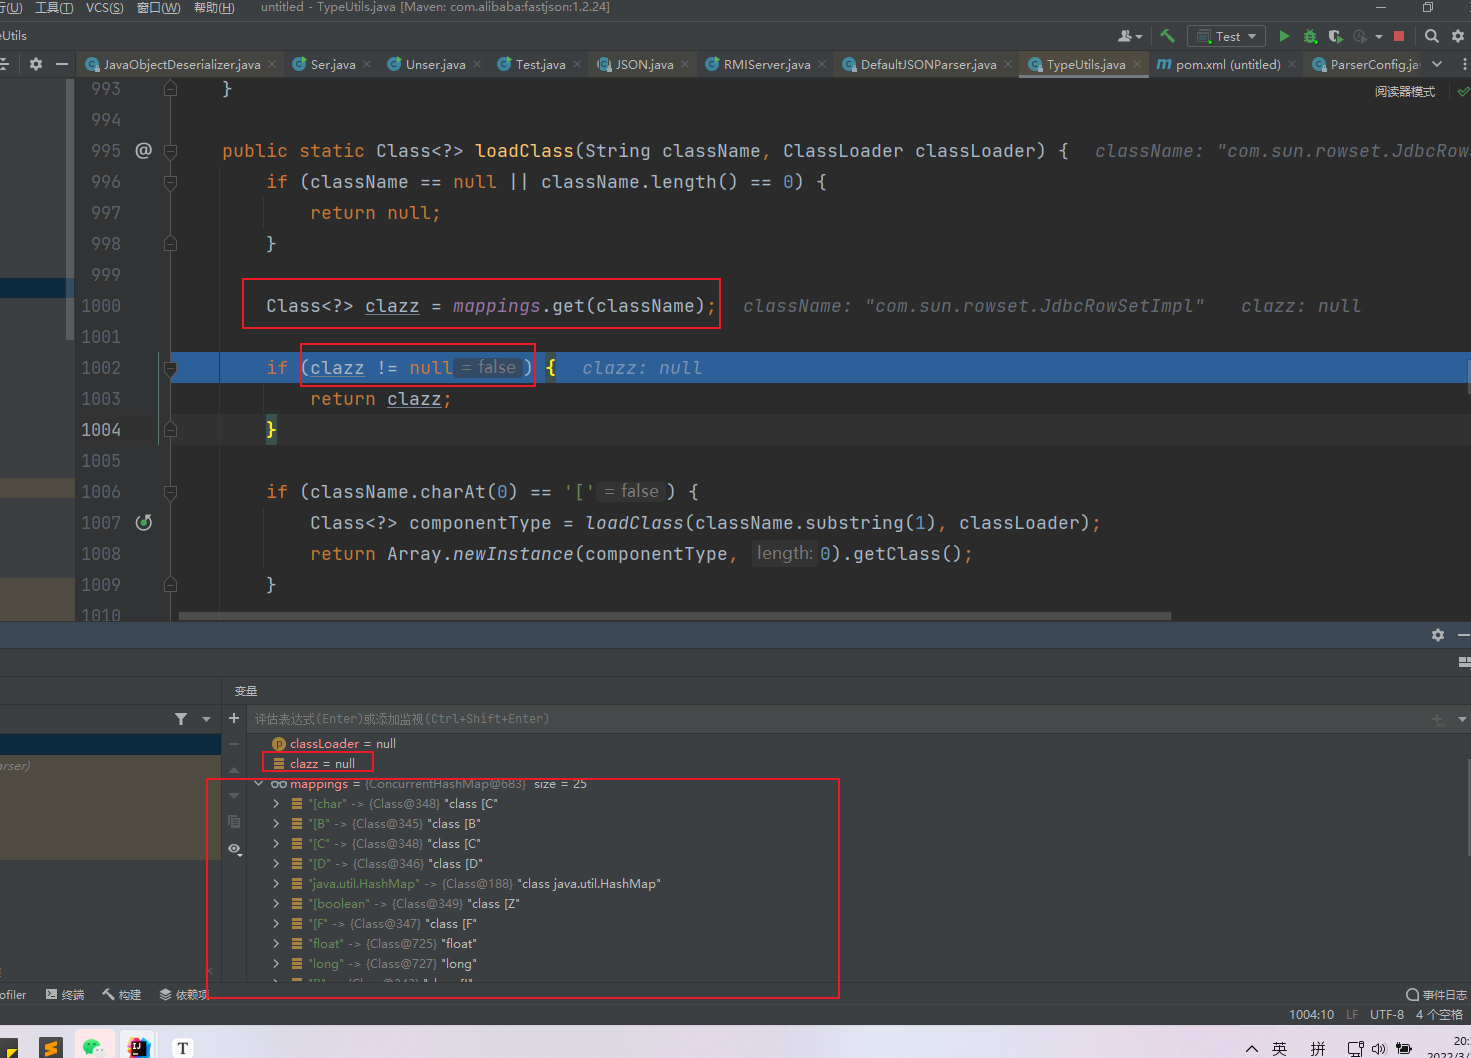 行(U) 工具(T) VCS(S) 窗口(W) 帮助(H) untitled - TypeUtils.java [Maven: com.alibaba:fastjson:1.2.24]
eUtils
Test
JavaObjectDeserializer.java Ser.java Unser.java Test.java JSON.java RMIServer.java DefaultJSONParser.java TypeUtils.java pom.xml (untitled) ParserConfig.ja
阅读器模式
993 }
994
995 @ public static Class<?> loadClass(String className, ClassLoader classLoader) { className: "com.sun.rowset.JdbcRowS
996 if (className == null || className.length() == 0) {
997 return null;
998 }
999
1000 Class<?> clazz = mappings.get(className); className: "com.sun.rowset.JdbcRowSetImpl" clazz: null
1001
1002 if (clazz != null = false ) { clazz: null
1003 return clazz;
1004 }
1005
1006 if (className.charAt(0) == '[' = false ) {
1007 Class<?> componentType = loadClass(className.substring(1), classLoader);
1008 return Array.newInstance(componentType, length: 0).getClass();
1009 }
1010
变量
评估表达式(Enter)或添加监视(Ctrl+Shift+Enter)
classLoader = null
arser)
clazz = null
mappings = {ConcurrentHashMap@683} size = 25
"[char" -> {Class@348} "class [C"
"[B" -> {Class@345} "class [B"
"[C" -> {Class@348} "class [C"
"[D" -> {Class@346} "class [D"
"java.util.HashMap" -> {Class@188} "class java.util.HashMap"
"[boolean" -> {Class@349} "class [Z"
"[F" -> {Class@347} "class [F"
"float" -> {Class@725} "float"
"long" -> {Class@727} "long"
ofiler 终端 构建 依赖项 事件日志
1004:10 LF UTF-8 4 个空格
英 拼 20:
2022/3/